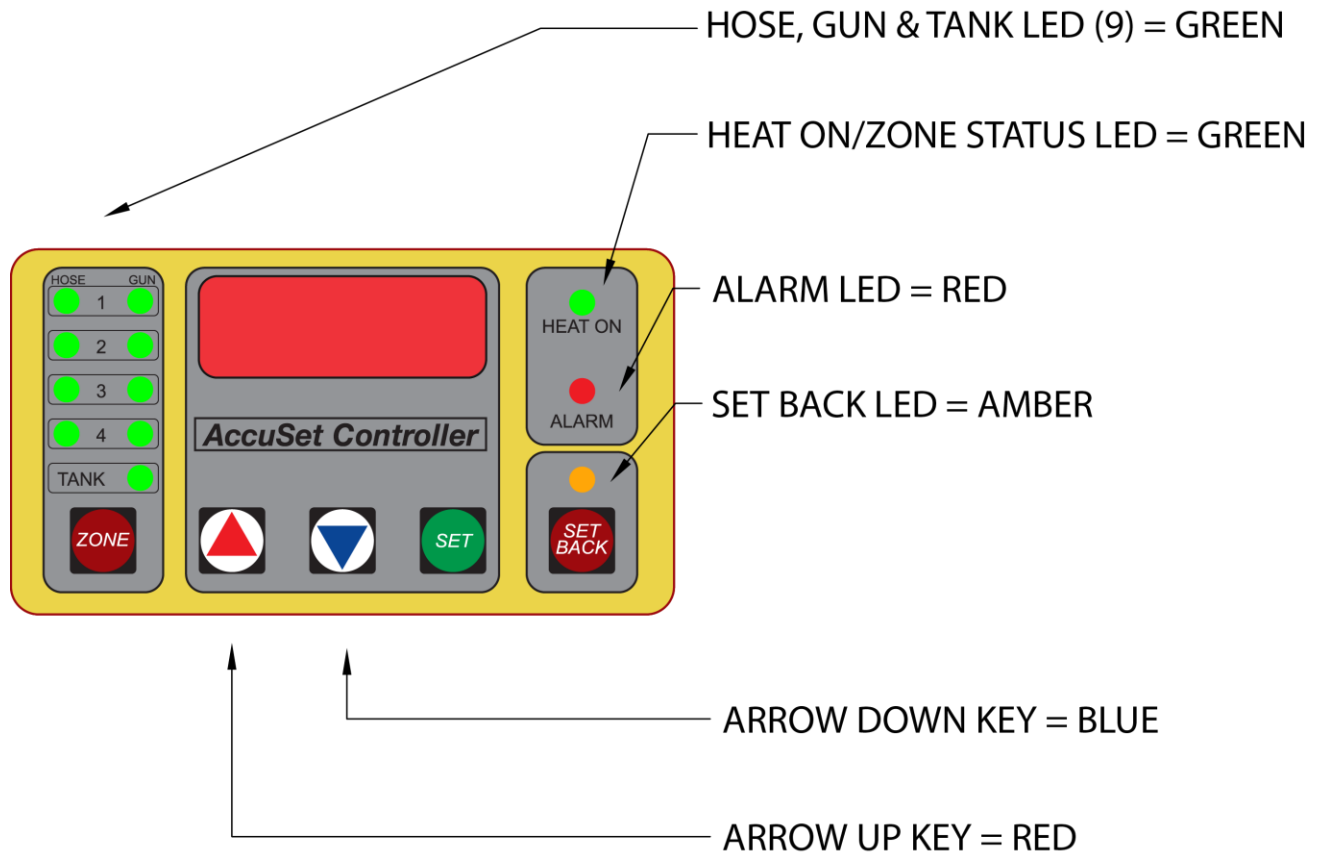 HOSE, GUN & TANK LED (9) = GREEN
HEAT ON/ZONE STATUS LED = GREEN
HOSE GUN
1
HEAT ON
ALARM LED = RED
2
3
SET BACK LED = AMBER
4
AccuSet Controller
ALARM
TANK
ZONE
SET
SET
BACK
ARROW DOWN KEY = BLUE
ARROW UP KEY = RED